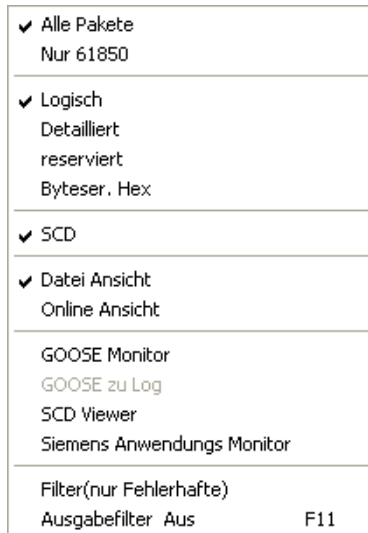 Alle Pakete
Nur 61850
Logisch
Detailliert
reserviert
Byteser. Hex
SCD
Datei Ansicht
Online Ansicht
GOOSE Monitor
GOOSE zu Log
SCD Viewer
Siemens Anwendungs Monitor
Filter(nur Fehlerhafte)
Ausgabefilter Aus F11